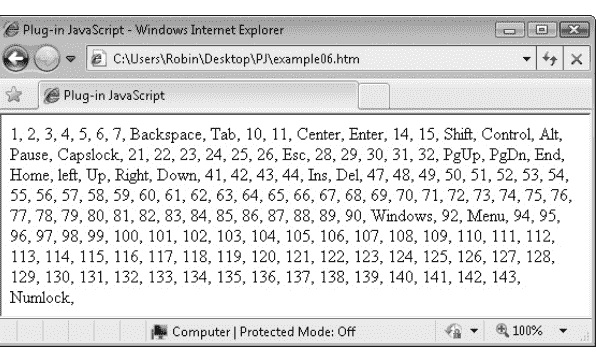 Plug-in JavaScript - Windows Internet Explorer
C:\Users\Robin\Desktop\PJ\example06.htm
Plug-in JavaScript
1, 2, 3, 4, 5, 6, 7, Backspace, Tab, 10, 11, Center, Enter, 14, 15, Shift, Control, Alt,
Pause, Capslock, 21, 22, 23, 24, 25, 26, Esc, 28, 29, 30, 31, 32, PgUp, PgDn, End,
Home, left, Up, Right, Down, 41, 42, 43, 44, Ins, Del, 47, 48, 49, 50, 51, 52, 53, 54,
55, 56, 57, 58, 59, 60, 61, 62, 63, 64, 65, 66, 67, 68, 69, 70, 71, 72, 73, 74, 75, 76,
77, 78, 79, 80, 81, 82, 83, 84, 85, 86, 87, 88, 89, 90, Windows, 92, Menu, 94, 95,
96, 97, 98, 99, 100, 101, 102, 103, 104, 105, 106, 107, 108, 109, 110, 111, 112,
113, 114, 115, 116, 117, 118, 119, 120, 121, 122, 123, 124, 125, 126, 127, 128,
129, 130, 131, 132, 133, 134, 135, 136, 137, 138, 139, 140, 141, 142, 143,
Numlock,
Computer | Protected Mode: Off
100%